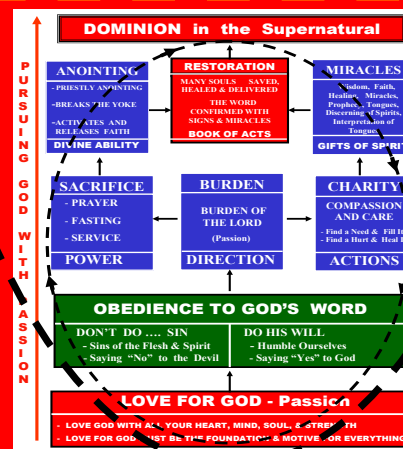 DOMINION in the Supernatural
PURSUING GOD WITH PASSION
ANOINTING
- PRIESTLY ANOINTING
-BREAKS THE YOKE
-ACTIVATES AND
RELEASES FAITH
DIVINE ABILITY
RESTORATION
MANY SOULS SAVED,
HEALED & DELIVERED
THE WORD
CONFIRMED WITH
SIGNS & MIRACLES
BOOK OF ACTS
MIRACLES
Wisdom, Faith,
Healing, Miracles,
Prophecy, Tongues,
Discerning of Spirits,
Interpretation of
Tongues
GIFTS OF SPIRIT
SACRIFICE
- PRAYER
- FASTING
- SERVICE
POWER
BURDEN
BURDEN OF
THE LORD
(Passion)
DIRECTION
CHARITY
COMPASSION
AND CARE
- Find a Need & Fill It
- Find a Hurt & Heal I
ACTIONS
OBEDIENCE TO GOD'S WORD
DON'T DO .... SIN
- Sins of the Flesh & Spirit
- Saying "No" to the Devil
DO HIS WILL
- Humble Ourselves
- Saying "Yes" to God
LOVE FOR GOD - Passion
- LOVE GOD WITH ALL YOUR HEART, MIND, SOUL, & STRENGTH
- LOVE FOR GOD MUST BE THE FOUNDATION & MOTIVE FOR EVERYTHING